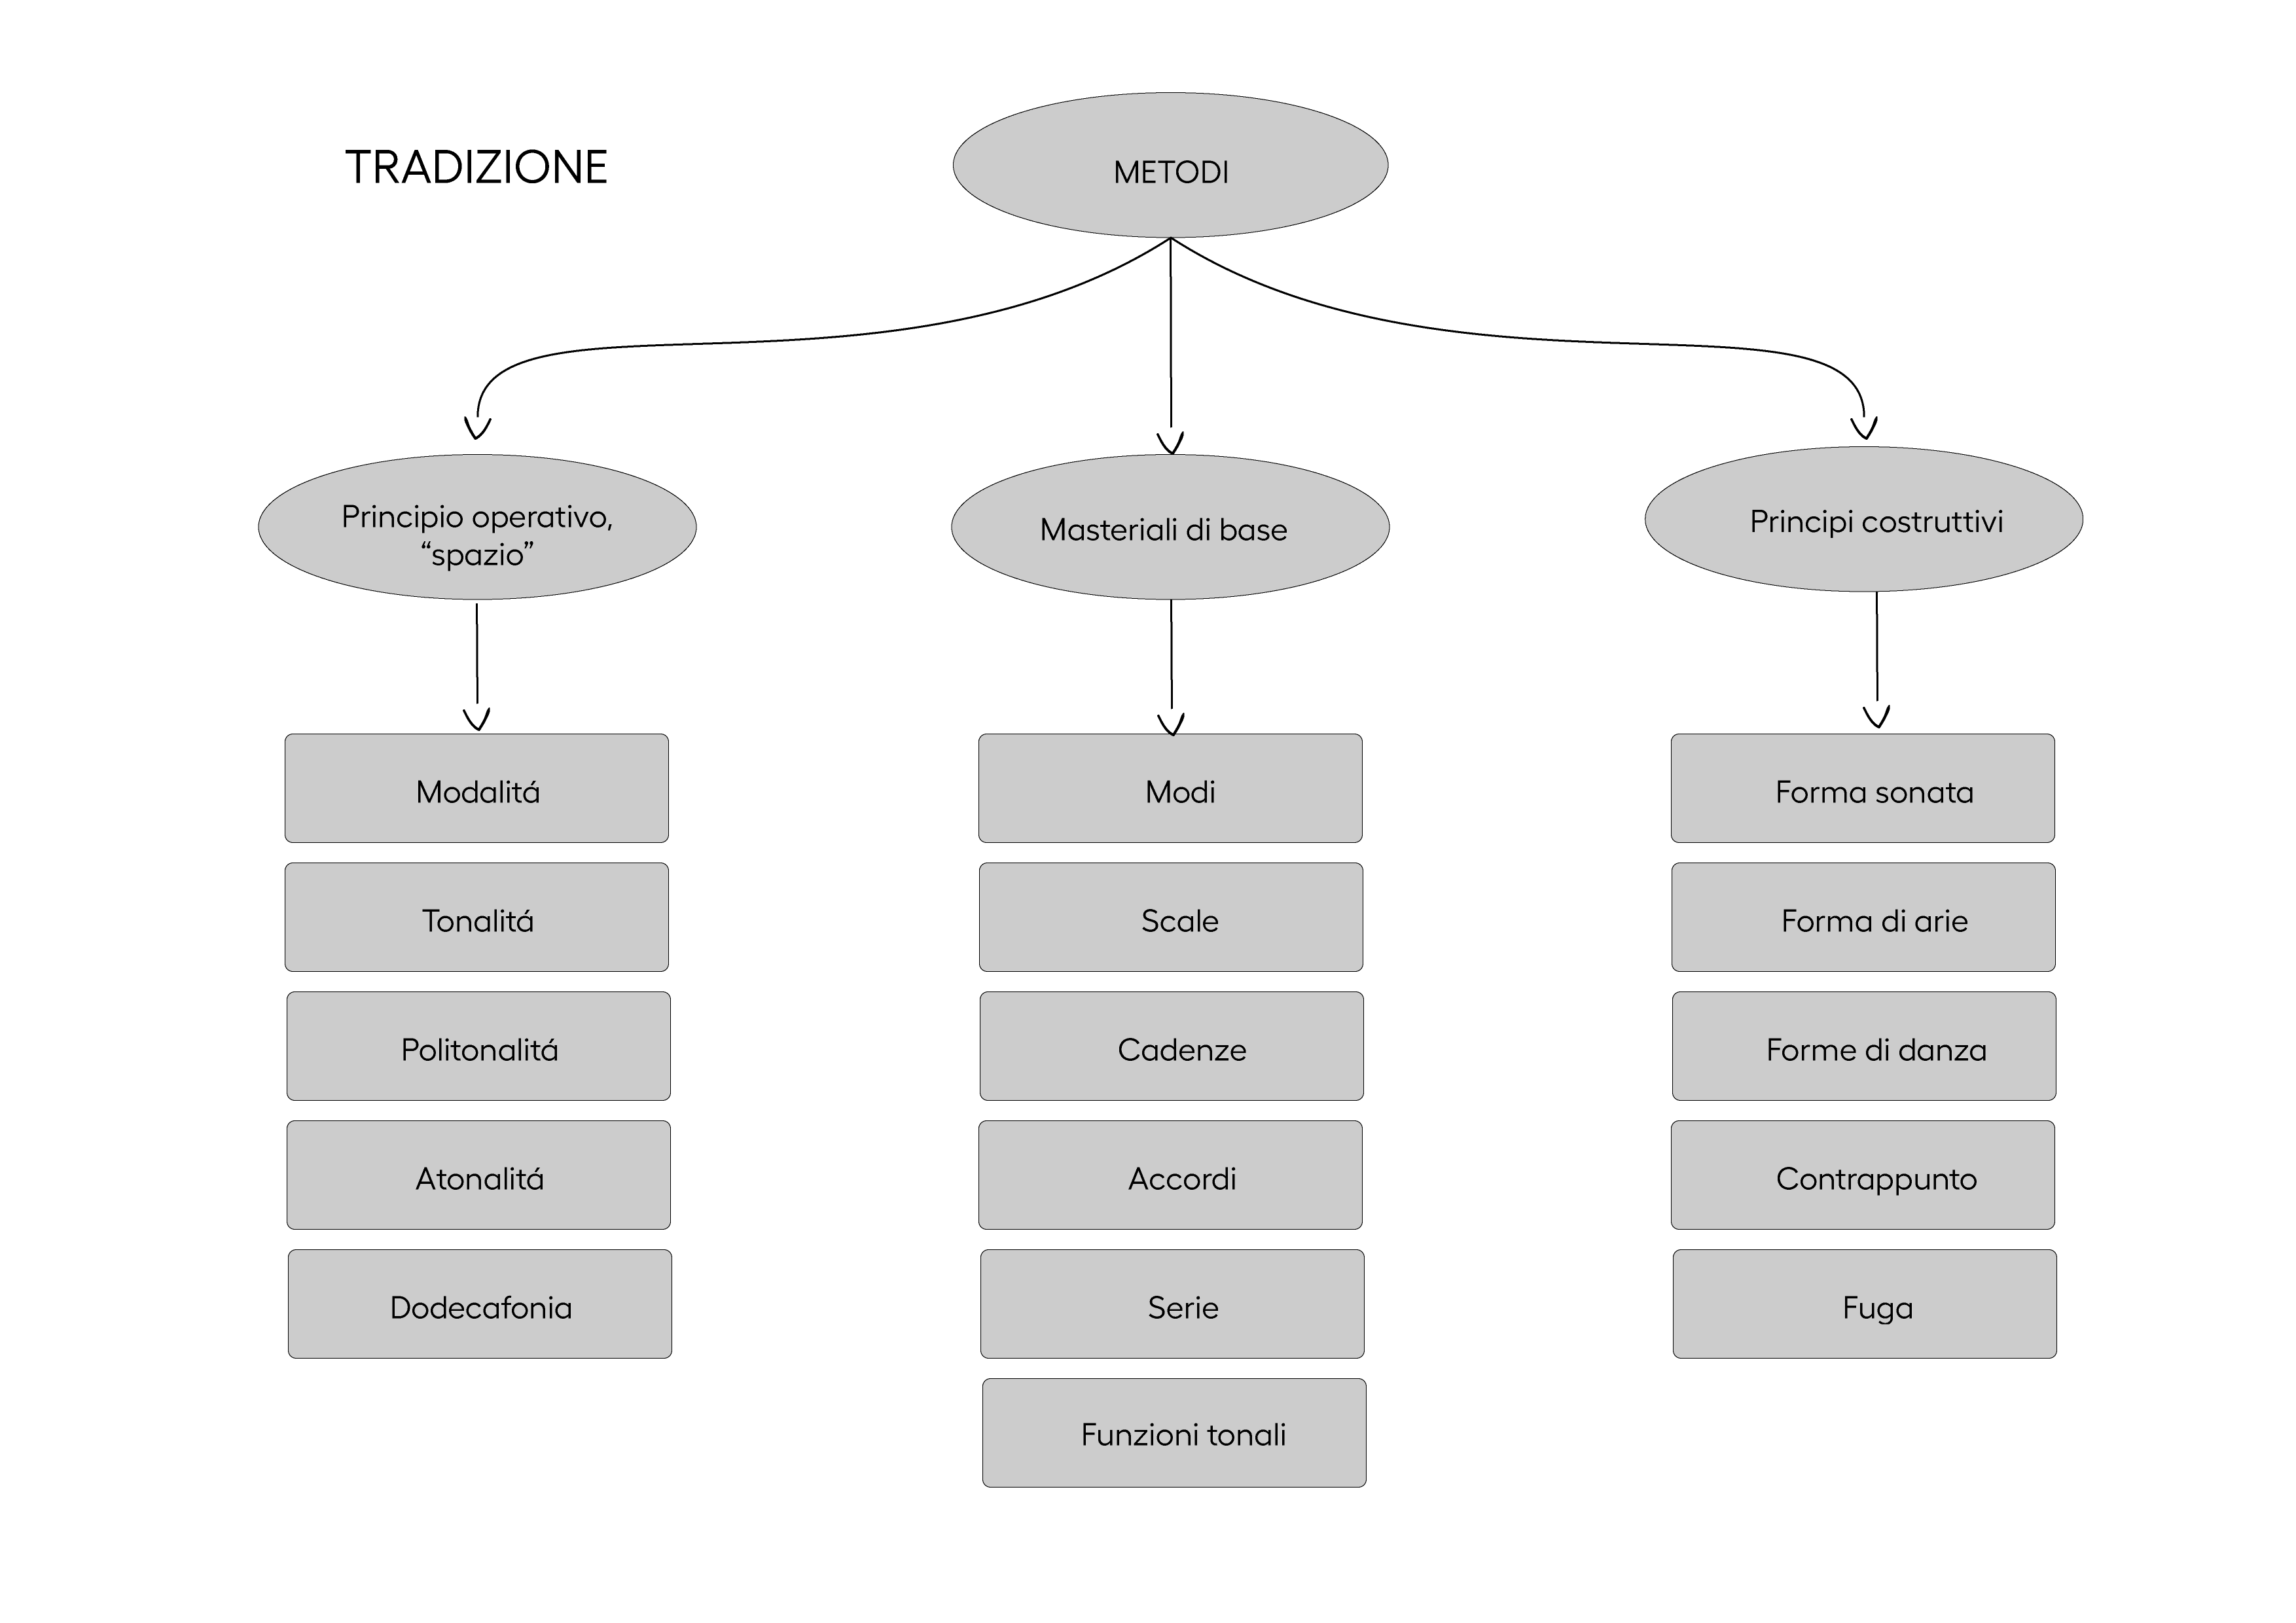 TRADIZIONE
METODI
Principio operativo,
“spazio”
Masteriali di base
Principi costruttivi
Modalitá
Tonalitá
Politonalitá
Atonalitá
Dodecafonia
Modi
Scale
Cadenze
Accordi
Serie
Funzioni tonali
Forma sonata
Forma di arie
Forme di danza
Contrappunto
Fuga